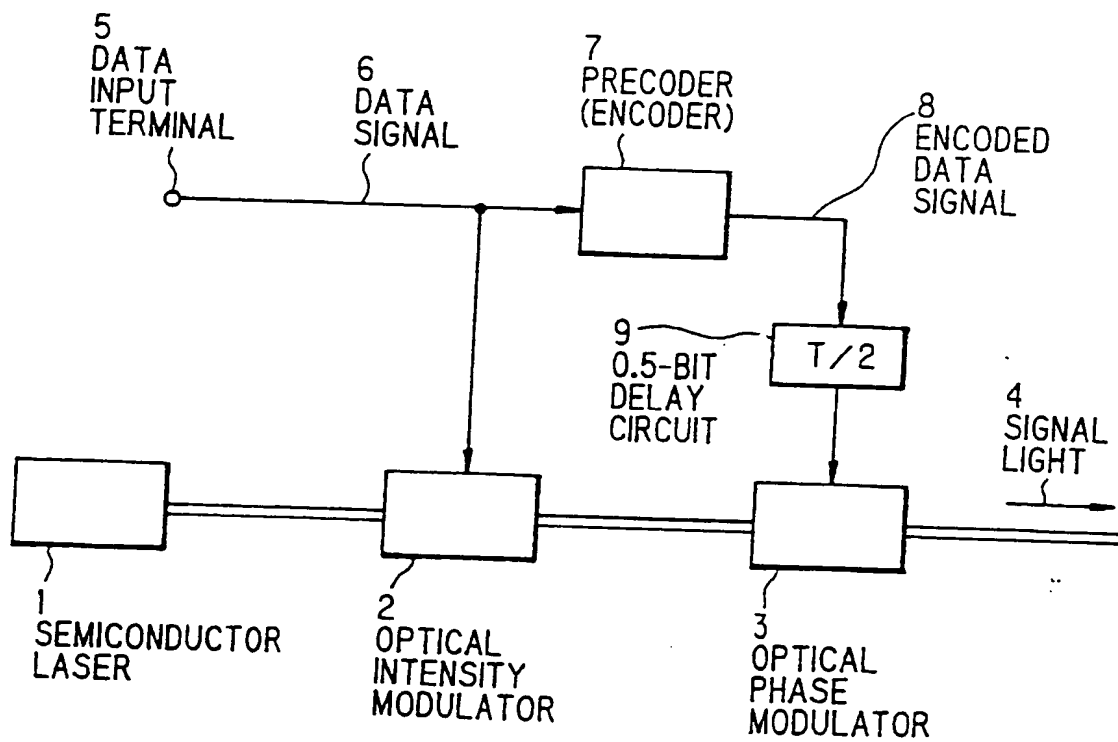 5
DATA
INPUT
TERMINAL
6
DATA
SIGNAL
7
PRECODER
(ENCODER)
8
ENCODED
DATA
SIGNAL
9
0.5-BIT
DELAY
CIRCUIT
T/2
4
SIGNAL
LIGHT
1
SEMICONDUCTOR
LASER
2
OPTICAL
INTENSITY
MODULATOR
3
OPTICAL
PHASE
MODULATOR